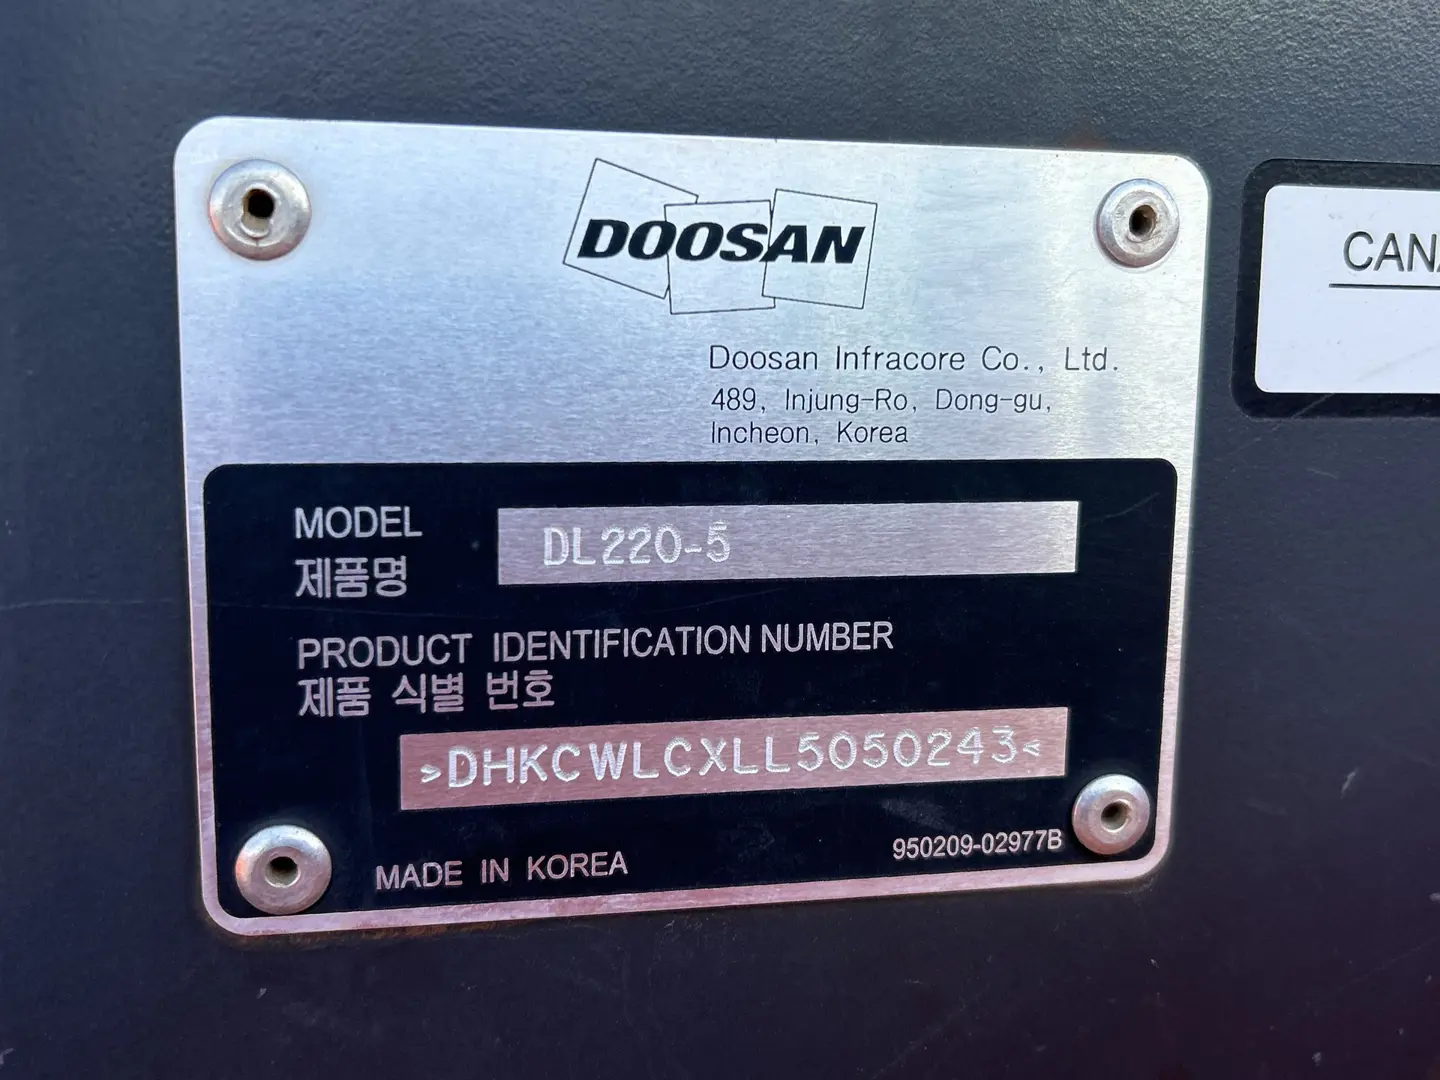 DOOSAN
Doosan Infracore Co., Ltd.
489, Injung-Ro, Dong-gu,
Incheon, Korea
MODEL
제품명
DL220-5
PRODUCT IDENTIFICATION NUMBER
제품 식별 번호
>DHKCWLCXLL5050243<
MADE IN KOREA
950209-02977B